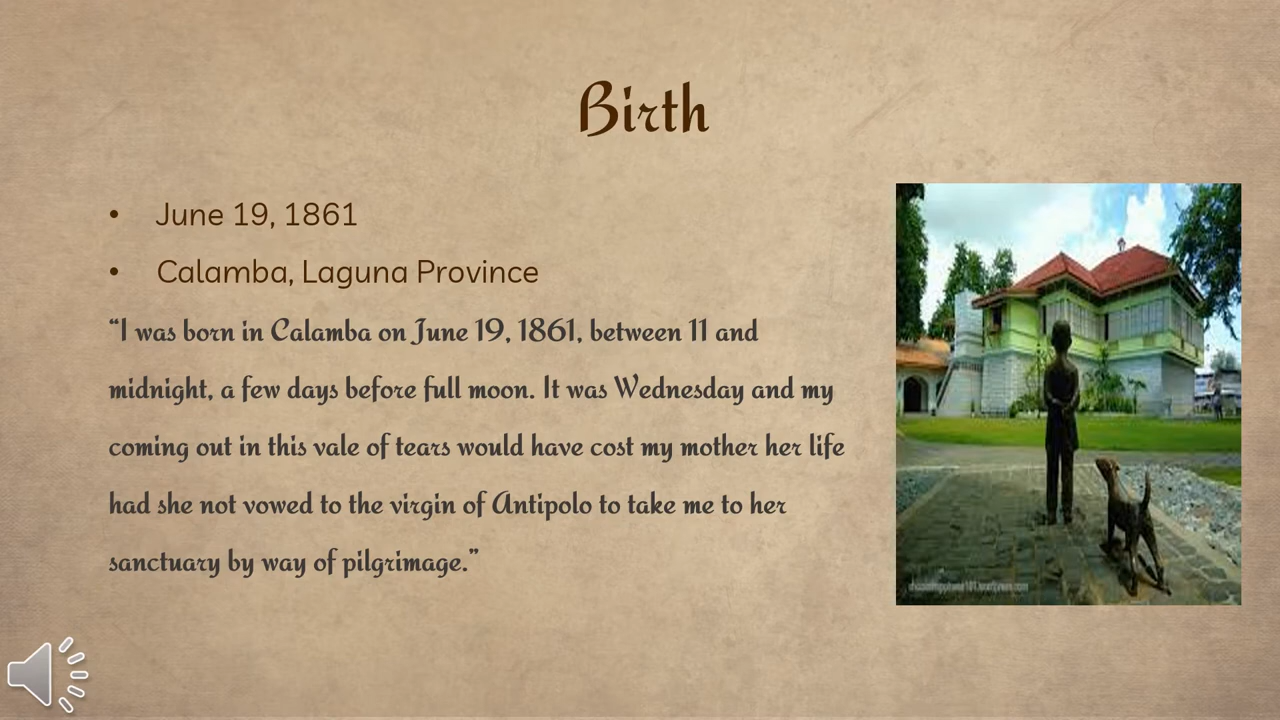 Birth
• June 19, 1861
• Calamba, Laguna Province
“I was born in Calamba on June 19, 1861, between 11 and
midnight, a few days before full moon. It was Wednesday and my
coming out in this vale of tears would have cost my mother her life
had she not vowed to the virgin of Antipolo to take me to her
sanctuary by way of pilgrimage.”